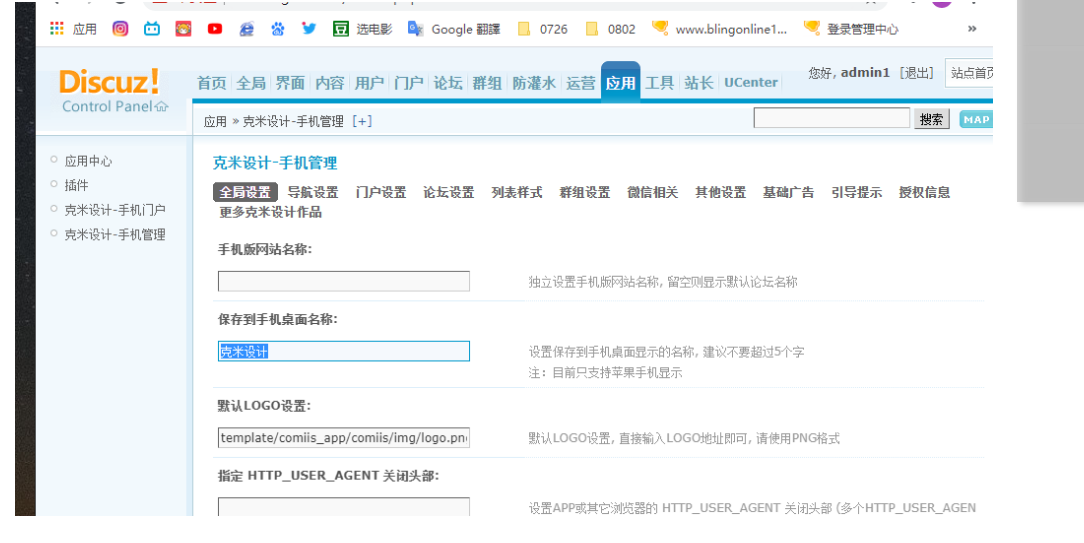 应用 选电影 Google 翻譯 0726 0802 www.blingonline1... 登录管理中心 »
Discuz!
Control Panel
首页 全局 界面 内容 用户 门户 论坛 群组 防灌水 运营 应用 工具 站长 UCenter
您好, admin1 [退出] 站点首页
应用 » 克米设计-手机管理 [+] 搜索 MAP
应用中心
插件
克米设计-手机门户
克米设计-手机管理
克米设计-手机管理
全局设置 导航设置 门户设置 论坛设置 列表样式 群组设置 微信相关 其他设置 基础广告 引导提示 授权信息
更多克米设计作品
手机版网站名称:
独立设置手机版网站名称, 留空则显示默认论坛名称
保存到手机桌面名称:
克米设计
设置保存到手机桌面显示的名称, 建议不要超过5个字
注: 目前只支持苹果手机显示
默认LOGO设置:
template/comiis_app/comiis/img/logo.pn
默认LOGO设置, 直接输入LOGO地址即可, 请使用PNG格式
指定 HTTP_USER_AGENT 关闭头部:
设置APP或其它浏览器的 HTTP_USER_AGENT 关闭头部 (多个HTTP_USER_AGEN